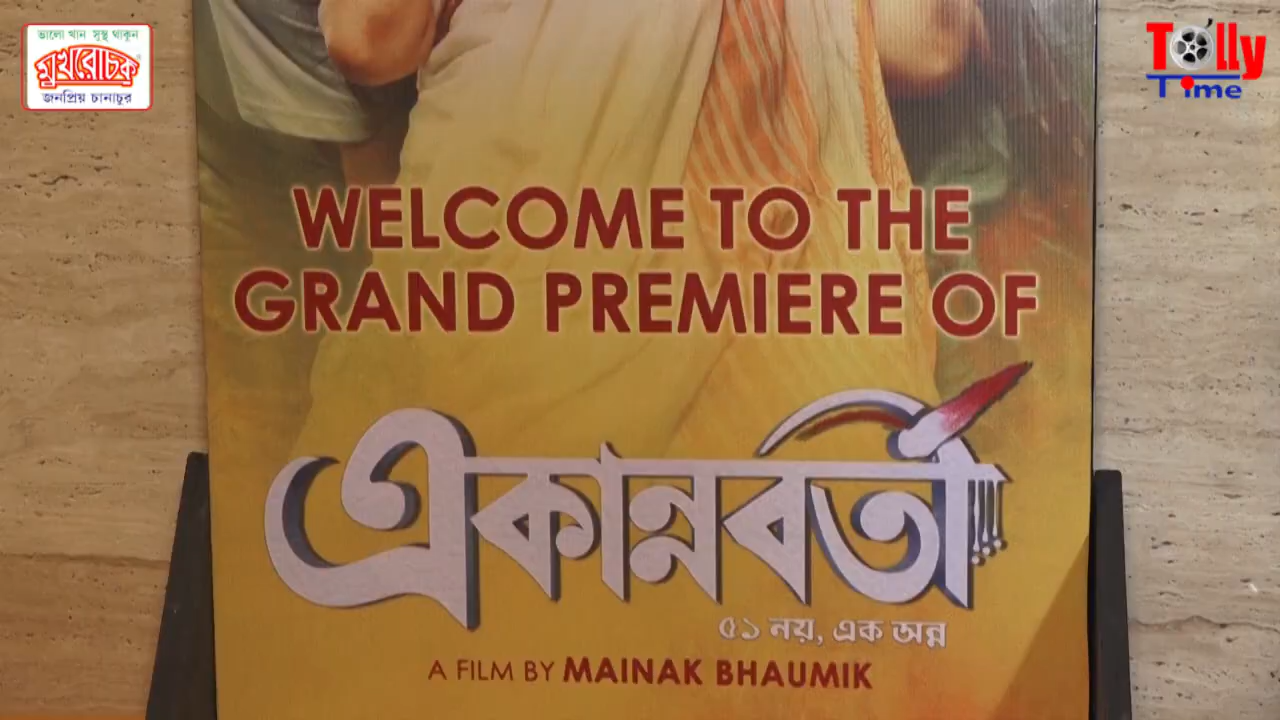 ভালো খান সুস্থ থাকুন
মুখরোচক
জনপ্রিয় চানাচুর
Tolly
Time
WELCOME TO THE
GRAND PREMIERE OF
একান্নবর্তী
৫১ নয়, এক অন্ন
A FILM BY MAINAK BHAUMIK